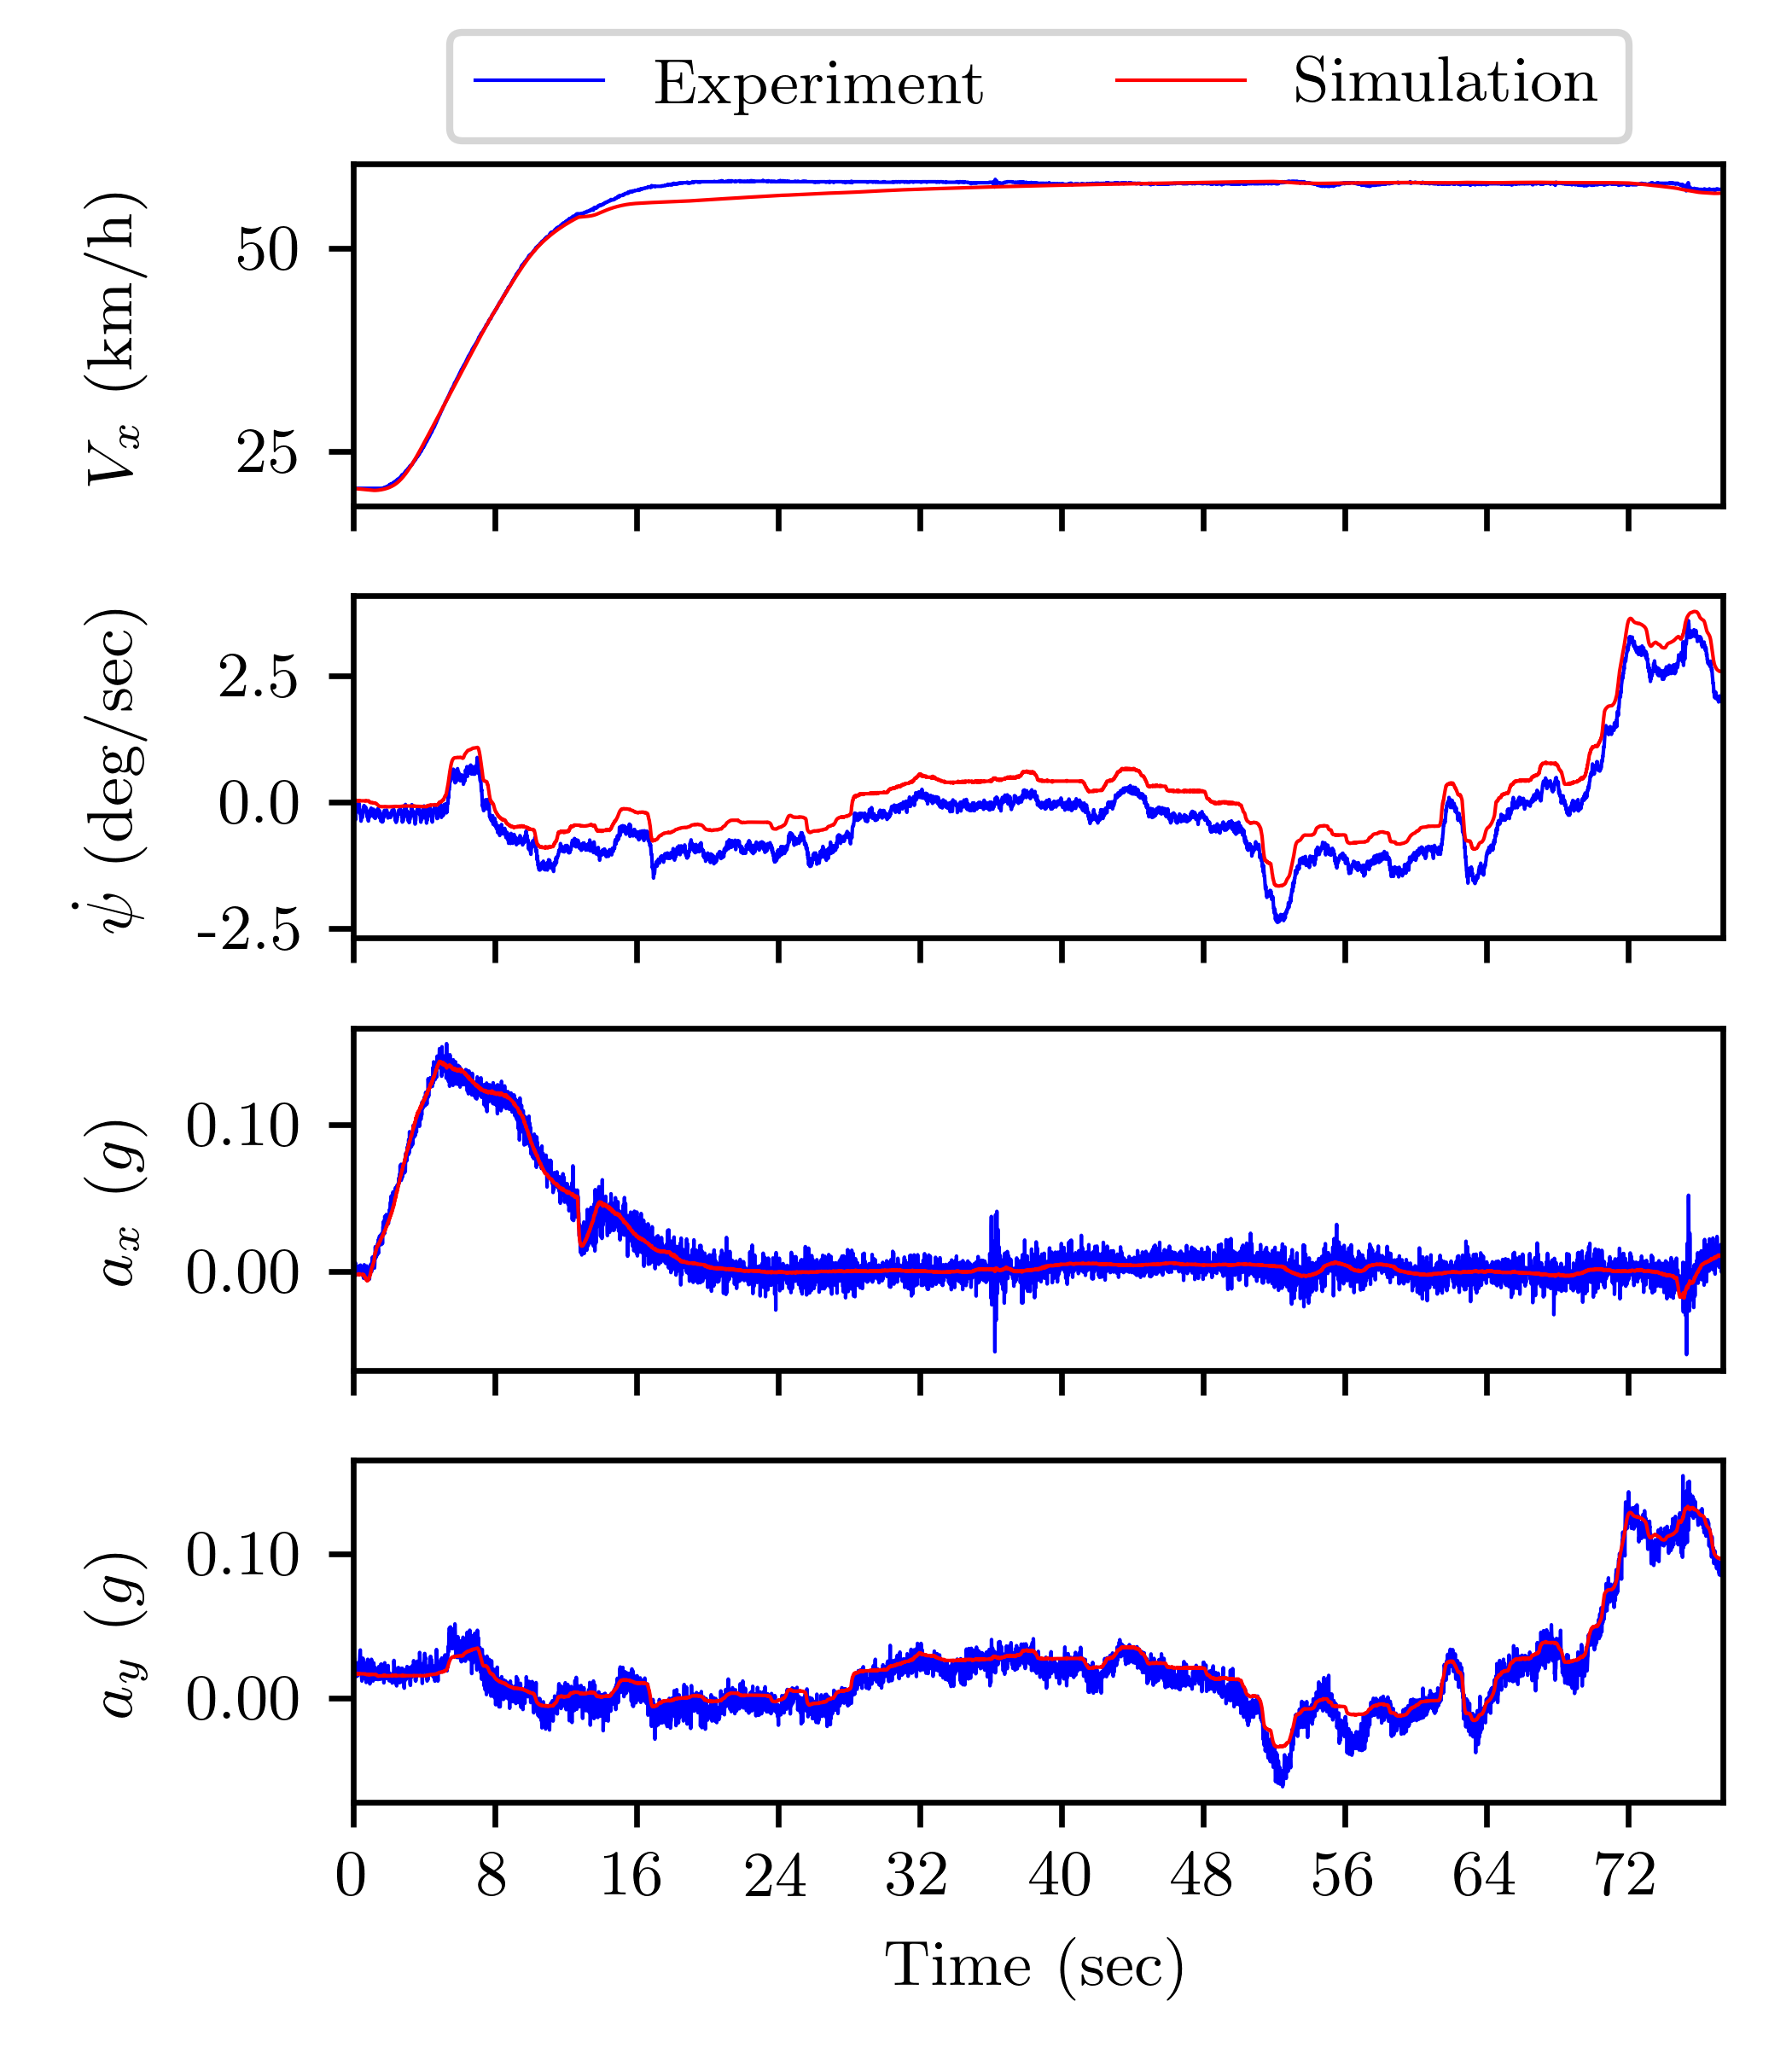 Experiment Simulation
V_x (km/h)
50
25
ψ̇ (deg/sec)
2.5
0.0
-2.5
a_x (g)
0.10
0.00
a_y (g)
0.10
0.00
0 8 16 24 32 40 48 56 64 72
Time (sec)